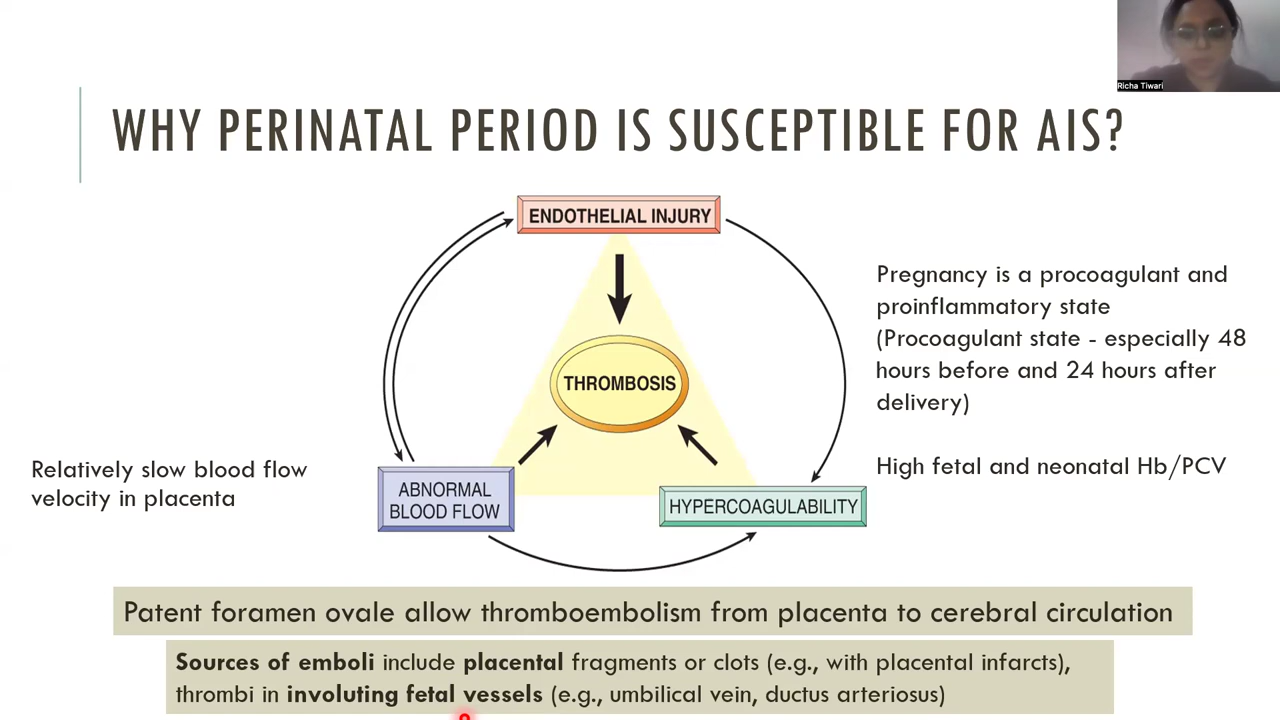 Richa Tiwari
WHY PERINATAL PERIOD IS SUSCEPTIBLE FOR AIS?
ENDOTHELIAL INJURY
THROMBOSIS
ABNORMAL
BLOOD FLOW
HYPERCOAGULABILITY
Relatively slow blood flow
velocity in placenta
Pregnancy is a procoagulant and
proinflammatory state
(Procoagulant state - especially 48
hours before and 24 hours after
delivery)
High fetal and neonatal Hb/PCV
Patent foramen ovale allow thromboembolism from placenta to cerebral circulation
Sources of emboli include placental fragments or clots (e.g., with placental infarcts),
thrombi in involuting fetal vessels (e.g., umbilical vein, ductus arteriosus)